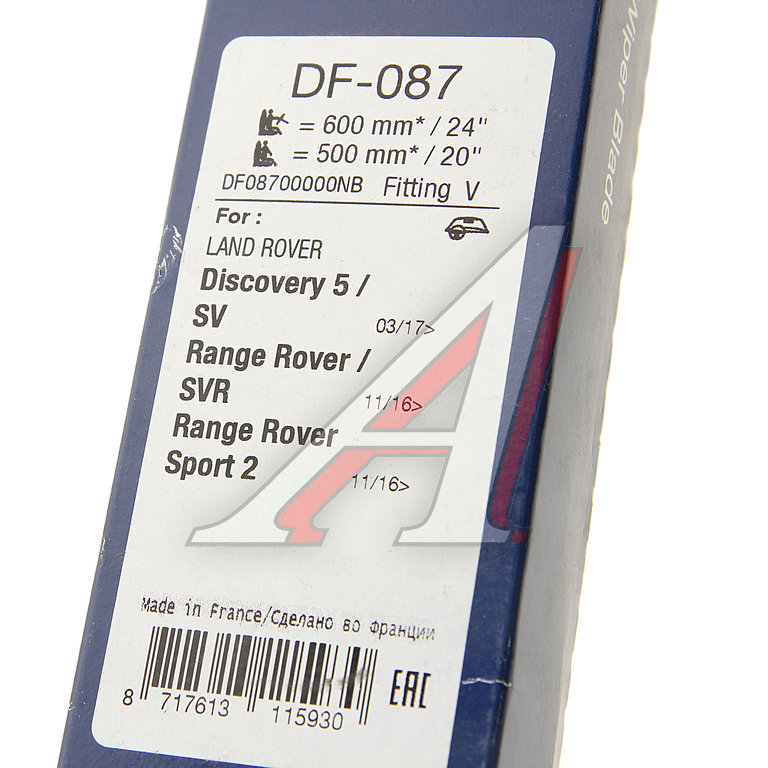 DF-087
= 600 mm* / 24"
= 500 mm* / 20"
DF08700000NB Fitting V
For :
LAND ROVER
Discovery 5 /
SV 03/17>
Range Rover /
SVR 11/16>
Range Rover
Sport 2 11/16>
Made in France/Сделано во Франции
8 717613 115930
EAC
Wiper Blade